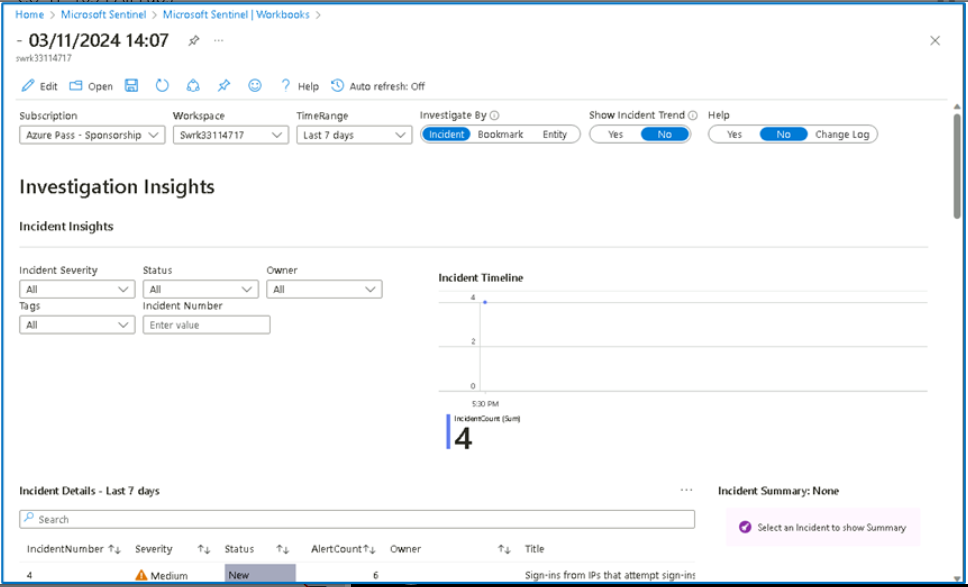 Home > Microsoft Sentinel > Microsoft Sentinel | Workbooks >
- 03/11/2024 14:07 ...
swrk33114717
Edit Open ? Help Auto refresh: Off
Subscription Workspace TimeRange Investigate By Show Incident Trend Help
Azure Pass - Sponsorship Swrk33114717 Last 7 days Incident Bookmark Entity Yes No Yes No Change Log
Investigation Insights
Incident Insights
Incident Severity Status Owner
All All All
Tags Incident Number
All Enter value
Incident Timeline
4
2
0
5:30 PM
IncidentCount (Sum)
4
Incident Details - Last 7 days ... Incident Summary: None
Search
Select an Incident to show Summary
IncidentNumber ↑↓ Severity ↑↓ Status ↑↓ AlertCount ↑↓ Owner ↑↓ Title
4 Medium New 6 Sign-ins from IPs that attempt sign-ins